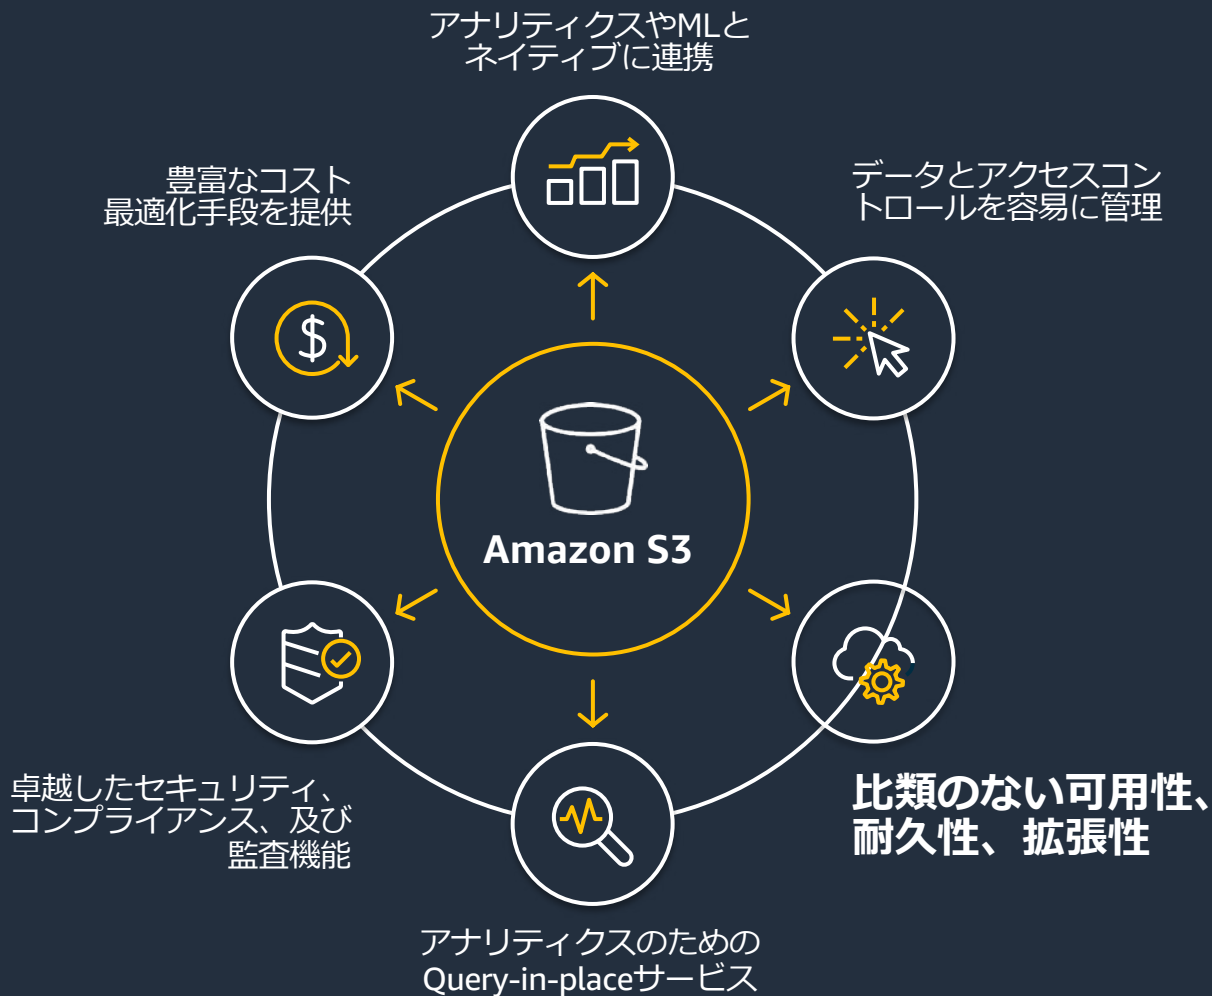 アナリティクスやMLと
ネイティブに連携
豊富なコスト
最適化手段を提供
データとアクセスコン
トロールを容易に管理
$
Amazon S3
卓越したセキュリティ、
コンプライアンス、及び
監査機能
比類のない可用性、
耐久性、拡張性
アナリティクスのための
Query-in-placeサービス